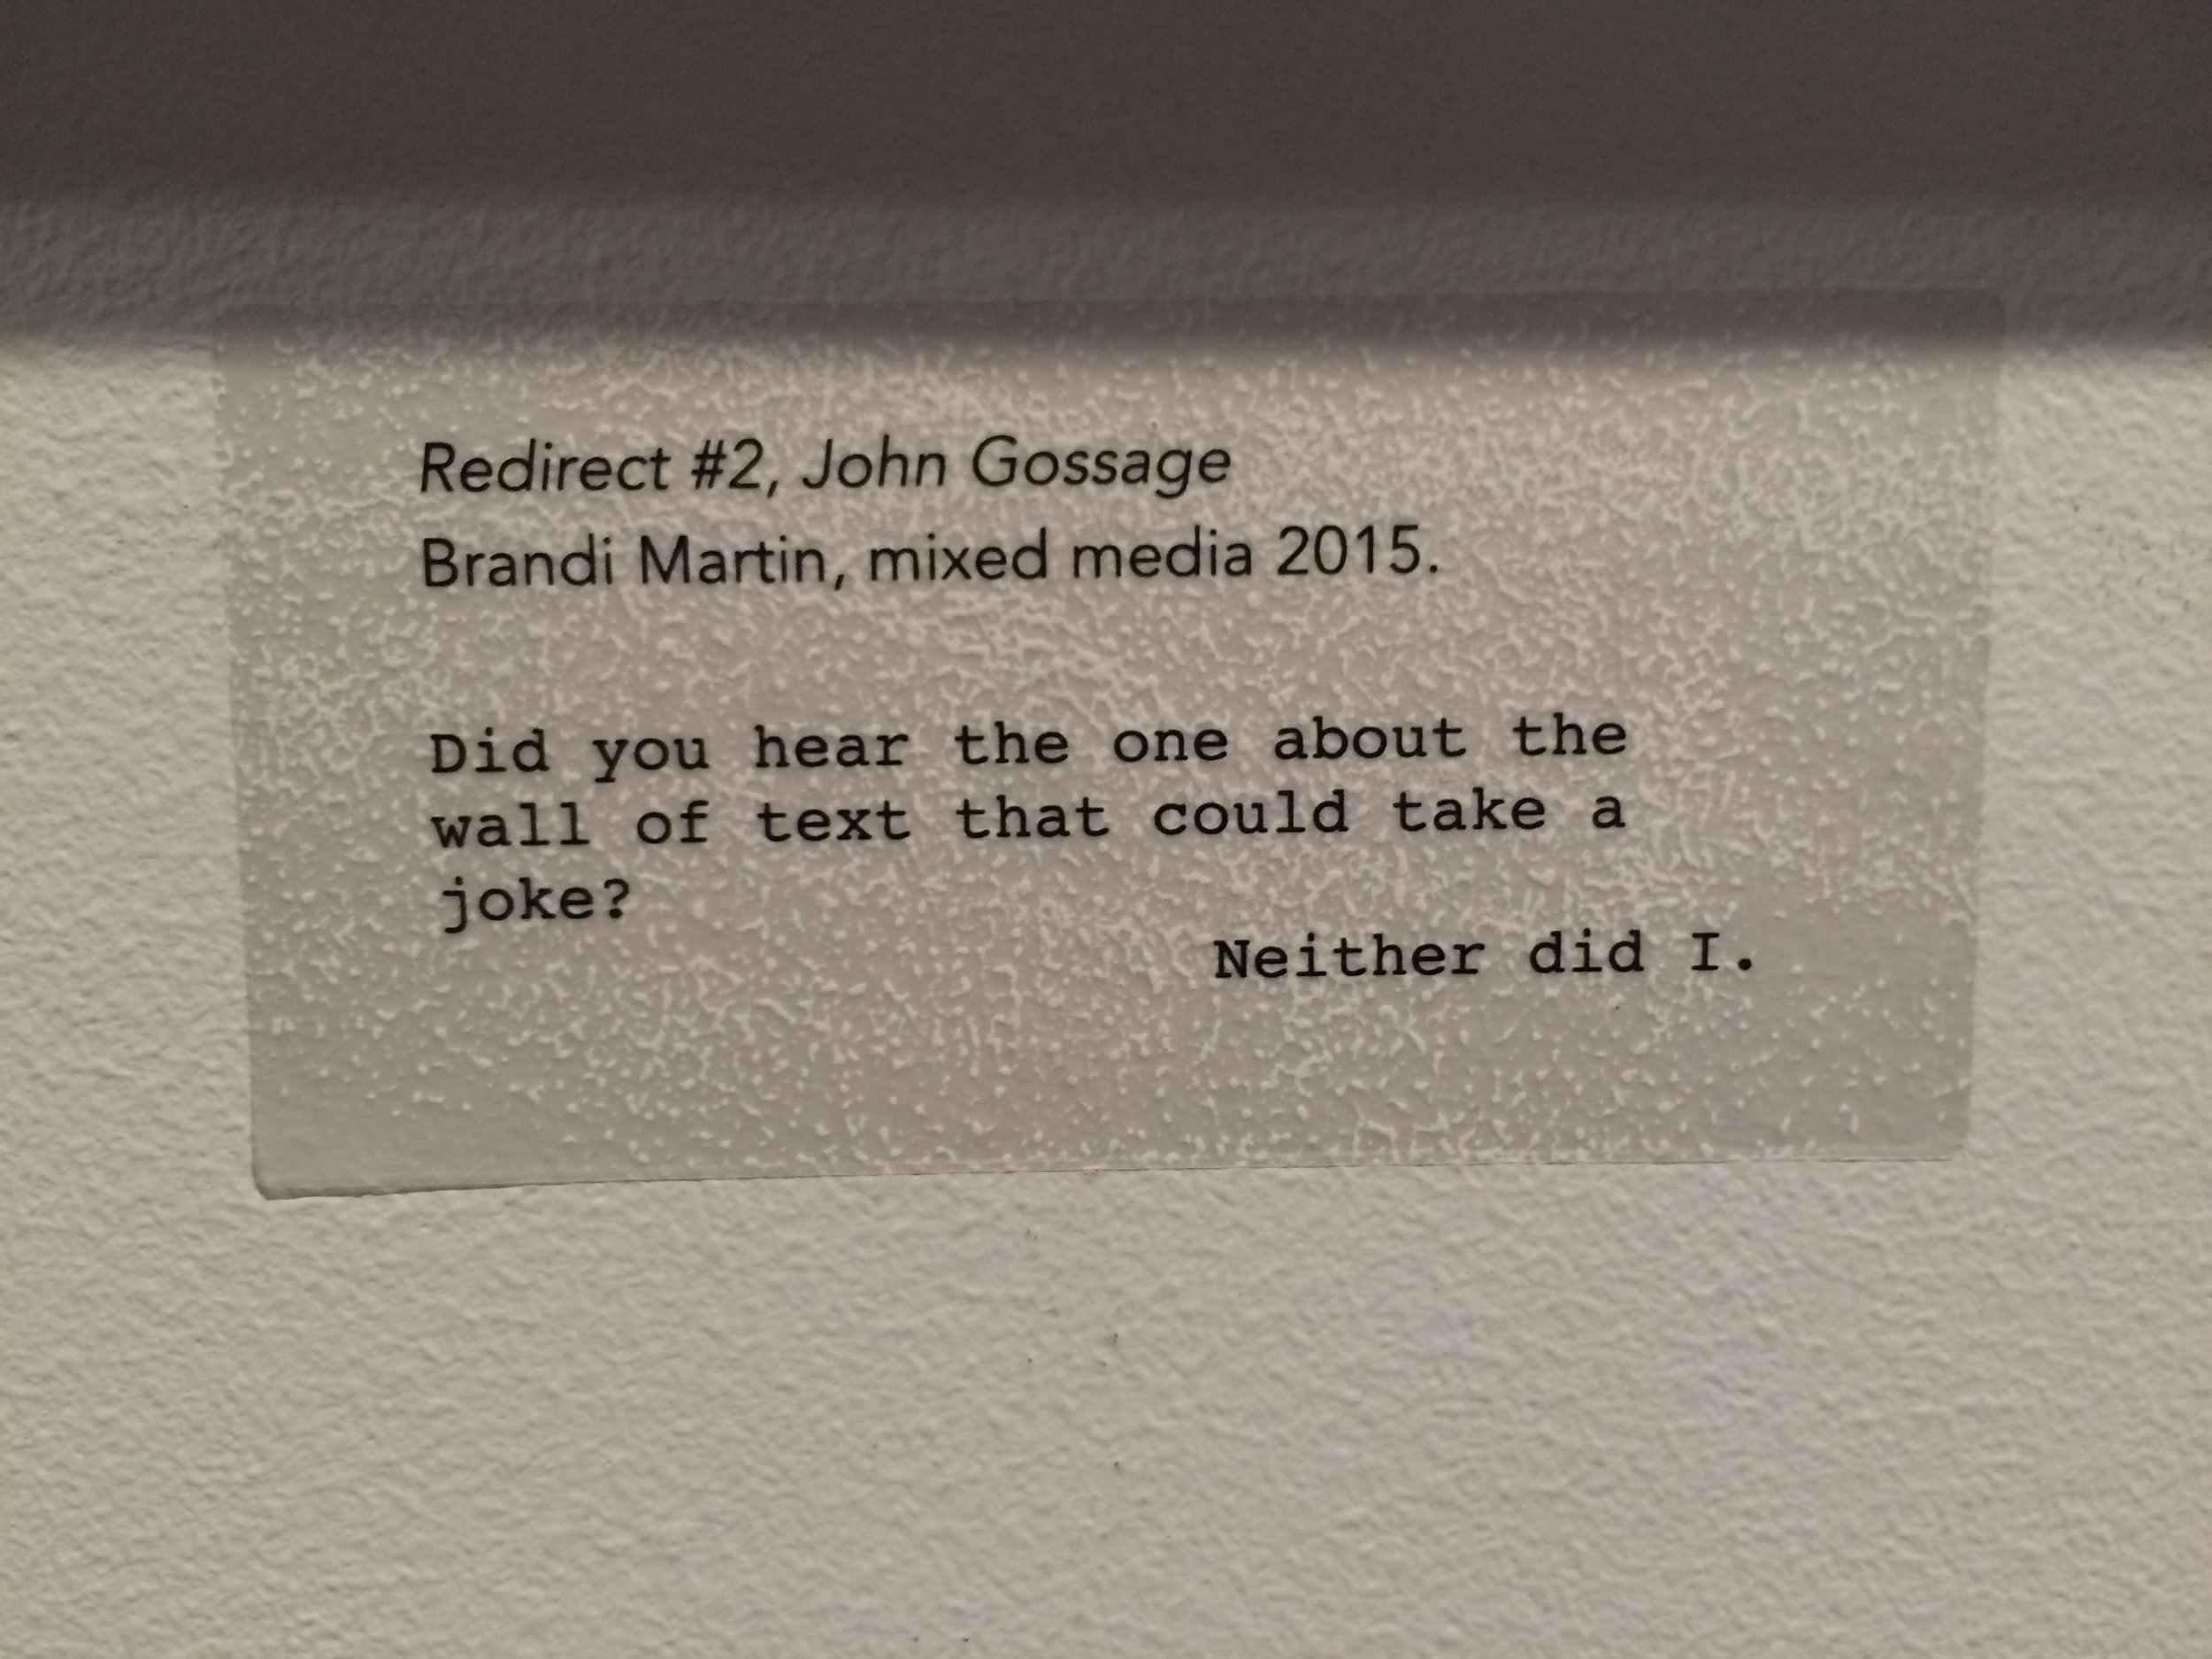 Redirect #2, John Gossage
Brandi Martin, mixed media 2015.
Did you hear the one about the
wall of text that could take a
joke?
Neither did I.